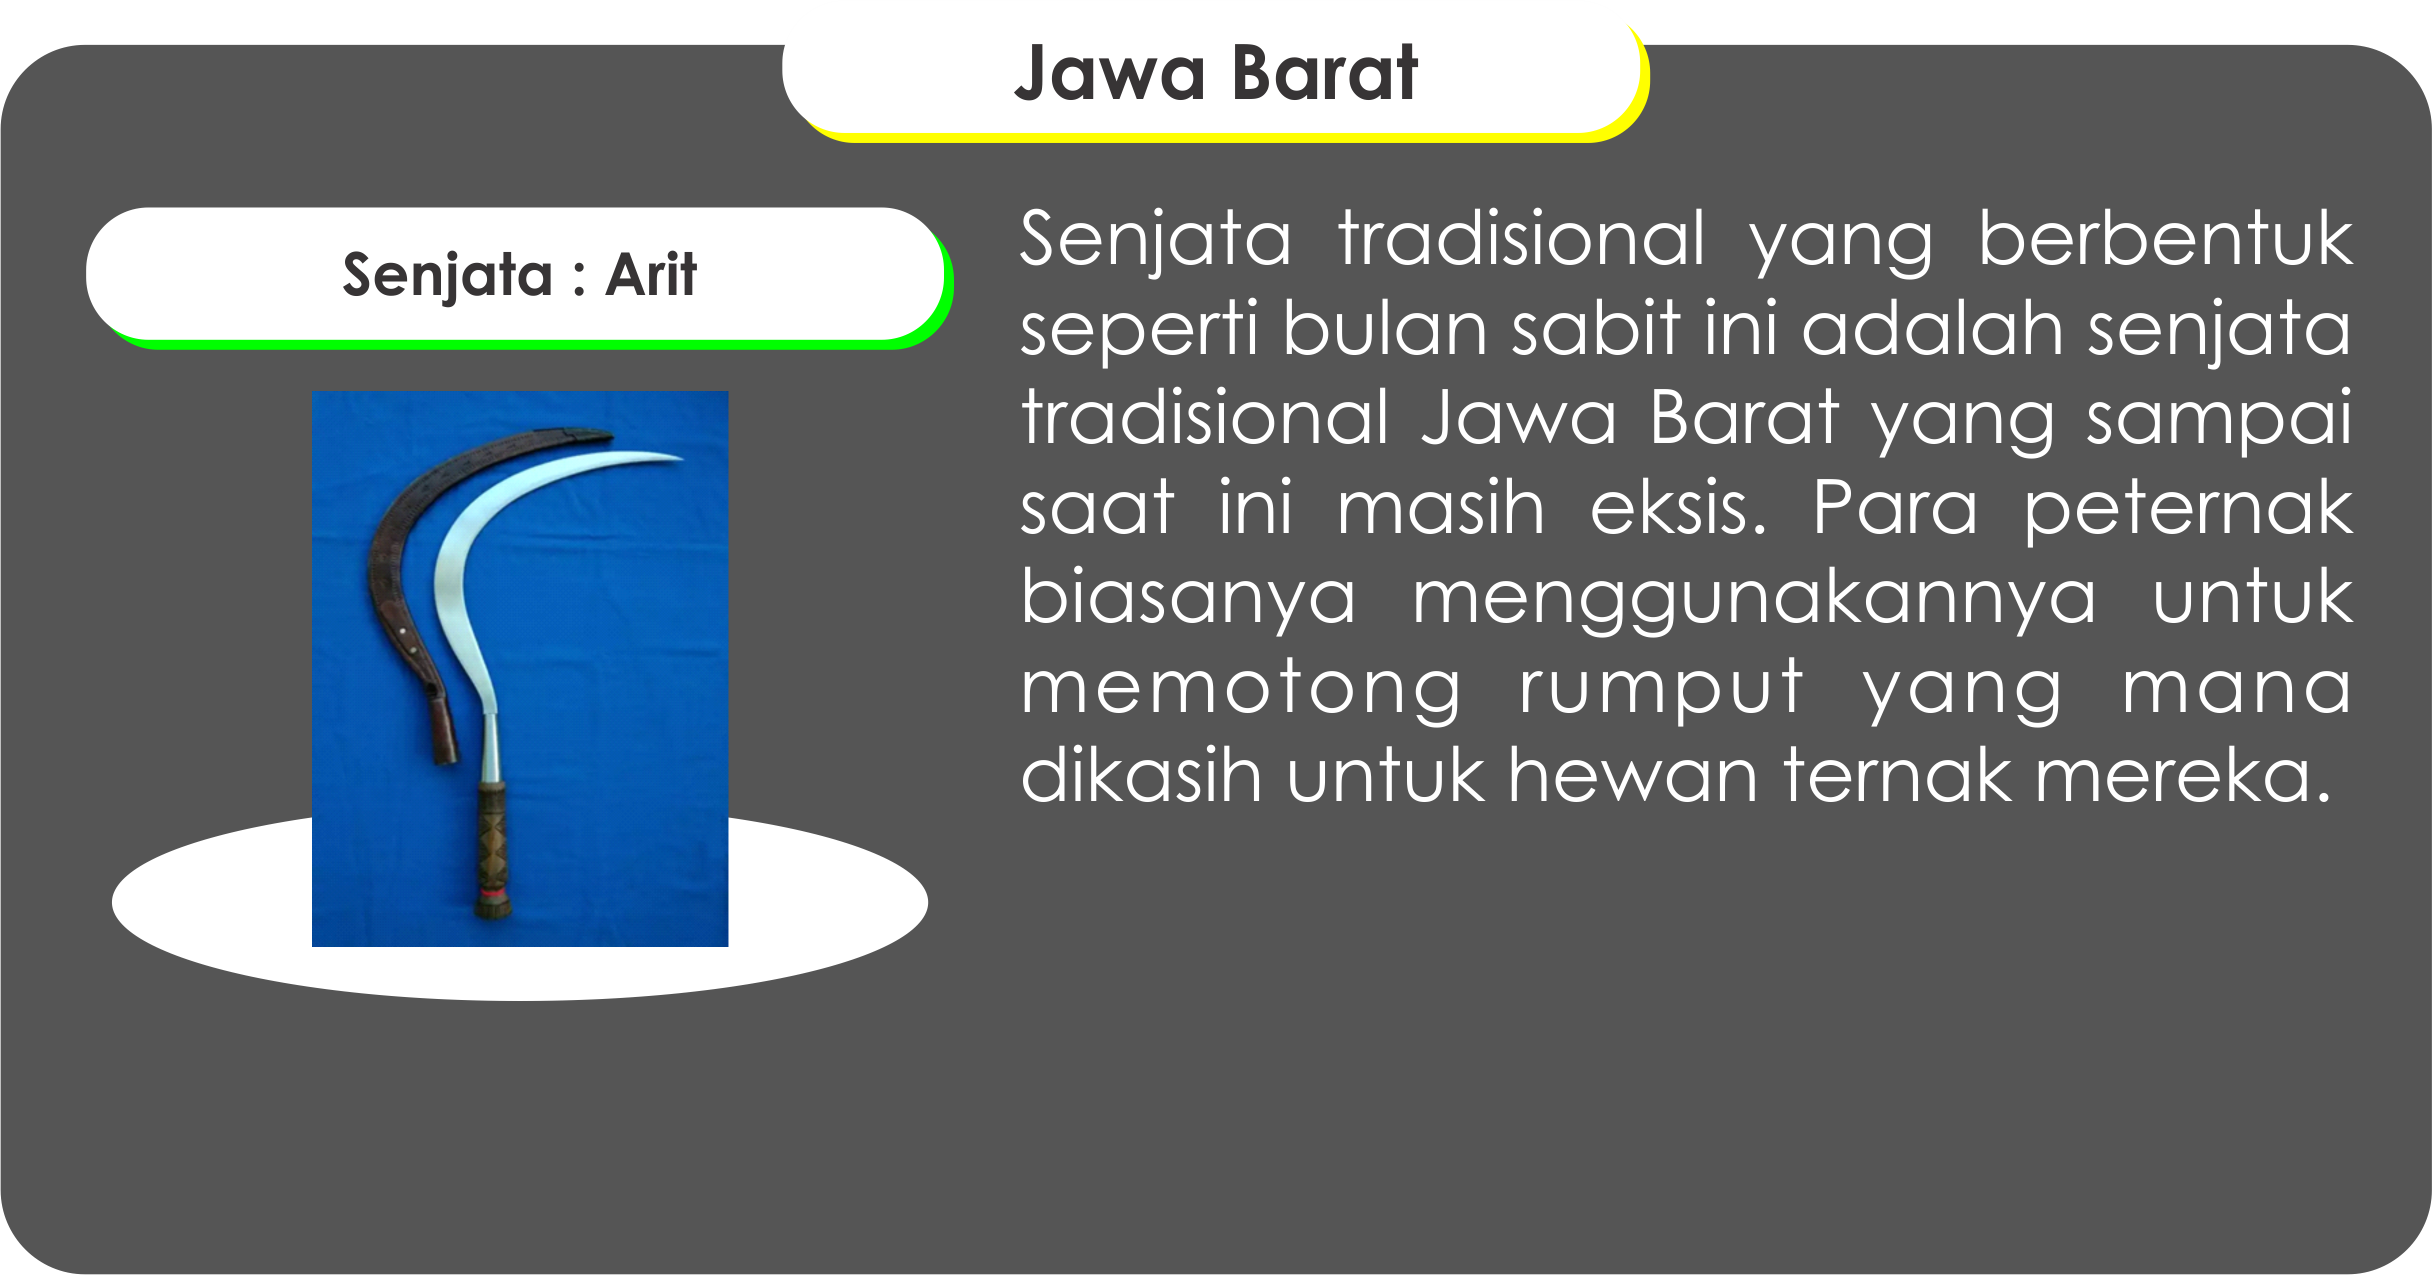 Jawa Barat
Senjata : Arit
Senjata tradisional yang berbentuk
seperti bulan sabit ini adalah senjata
tradisional Jawa Barat yang sampai
saat ini masih eksis. Para peternak
biasanya menggunakannya untuk
memotong rumput yang mana
dikasih untuk hewan ternak mereka.